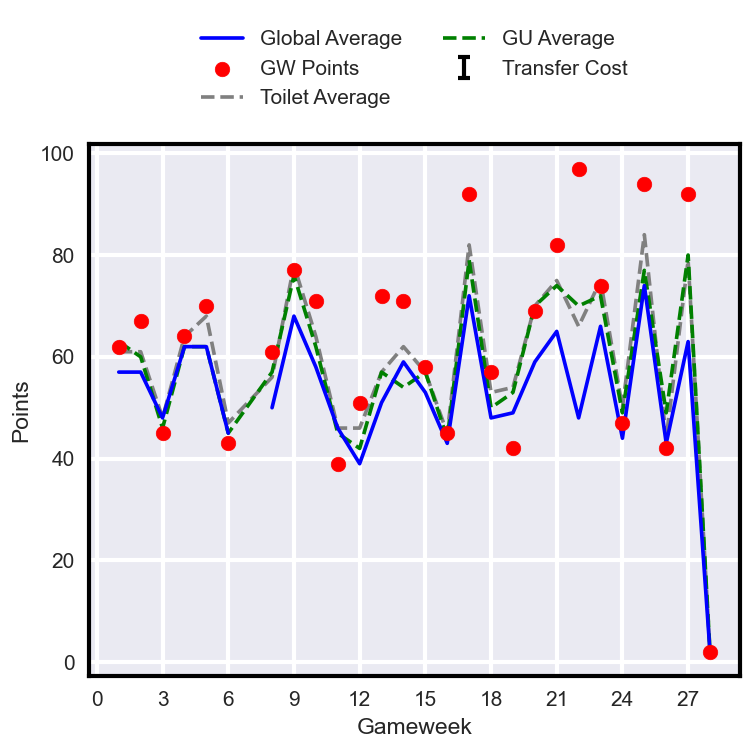 Global Average
GW Points
Toilet Average
GU Average
Transfer Cost
100
80
60
40
20
0
Points
0 3 6 9 12 15 18 21 24 27
Gameweek